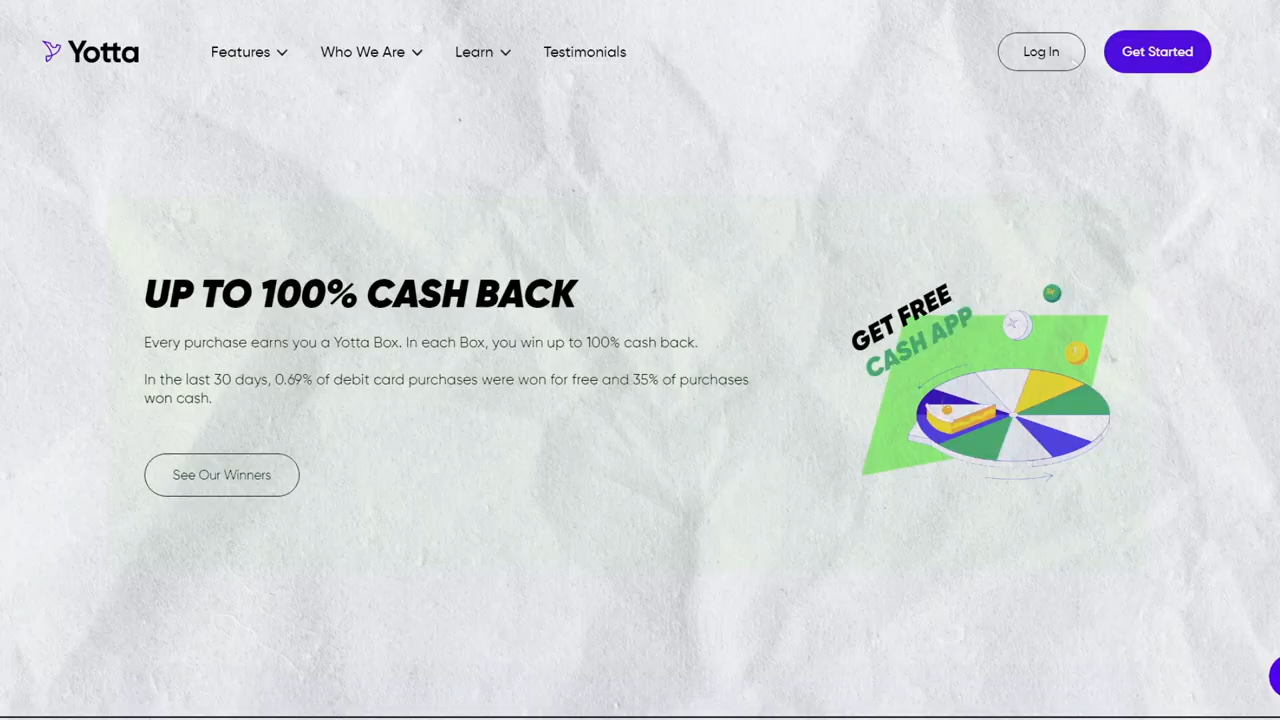 Yotta
Features
Who We Are
Learn
Testimonials
Log In
Get Started
UP TO 100% CASH BACK
Every purchase earns you a Yotta Box. In each Box, you win up to 100% cash back.
In the last 30 days, 0.69% of debit card purchases were won for free and 35% of purchases
won cash.
See Our Winners
GET FREE
CASH APP